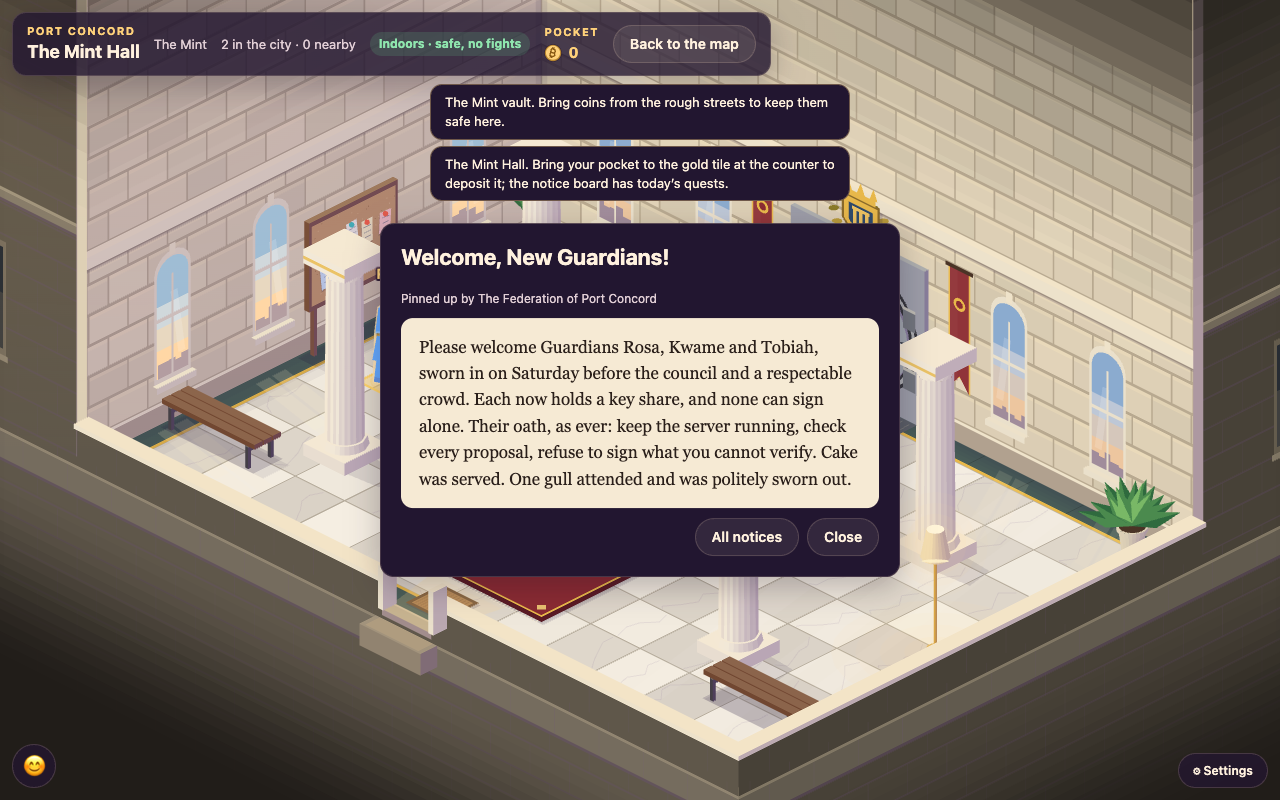 PORT CONCORD
The Mint Hall
The Mint
2 in the city · 0 nearby
Indoors · safe, no fights
POCKET
0
Back to the map
The Mint vault. Bring coins from the rough streets to keep them
safe here.
The Mint Hall. Bring your pocket to the gold tile at the counter to
deposit it; the notice board has today's quests.
Welcome, New Guardians!
Pinned up by The Federation of Port Concord
Please welcome Guardians Rosa, Kwame and Tobiah,
sworn in on Saturday before the council and a respectable
crowd. Each now holds a key share, and none can sign
alone. Their oath, as ever: keep the server running, check
every proposal, refuse to sign what you cannot verify. Cake
was served. One gull attended and was politely sworn out.
All notices
Close
Settings